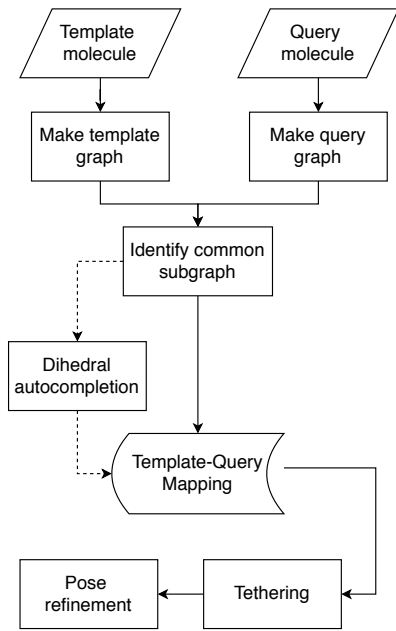 Template
molecule
Query
molecule
Make template
graph
Make query
graph
Identify common
subgraph
Dihedral
autocompletion
Template-Query
Mapping
Pose
refinement
Tethering